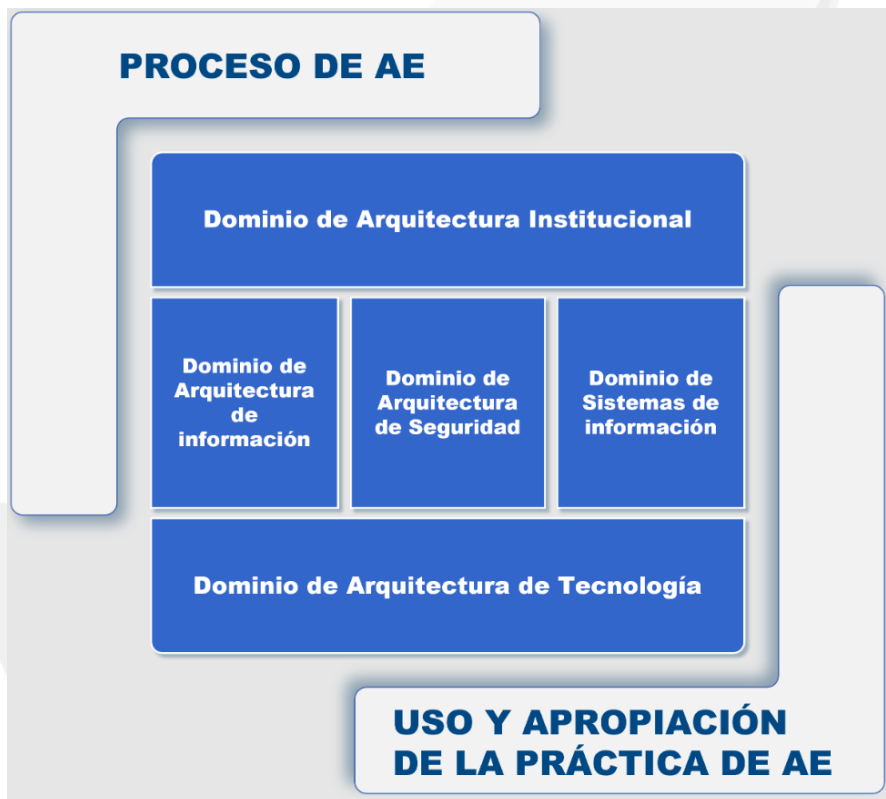 PROCESO DE AE
Dominio de Arquitectura Institucional
Dominio de
Arquitectura
de
información
Dominio de
Arquitectura
de Seguridad
Dominio de
Sistemas de
información
Dominio de Arquitectura de Tecnología
USO Y APROPIACIÓN
DE LA PRÁCTICA DE AE